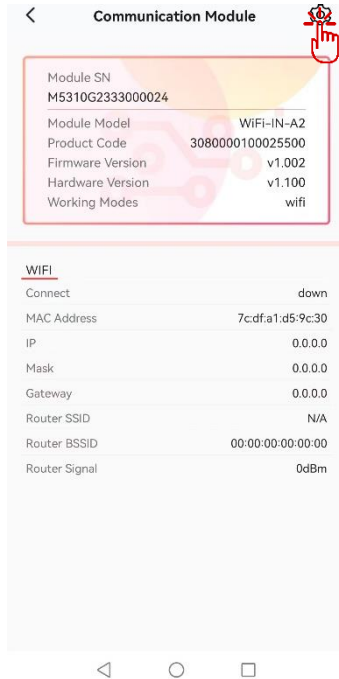 Communication Module
Module SN
M5310G2333000024
Module Model WiFi-IN-A2
Product Code 3080000100025500
Firmware Version v1.002
Hardware Version v1.100
Working Modes wifi
WIFI
Connect down
MAC Address 7c:df:a1:d5:9c:30
IP 0.0.0.0
Mask 0.0.0.0
Gateway 0.0.0.0
Router SSID N/A
Router BSSID 00:00:00:00:00:00
Router Signal 0dBm